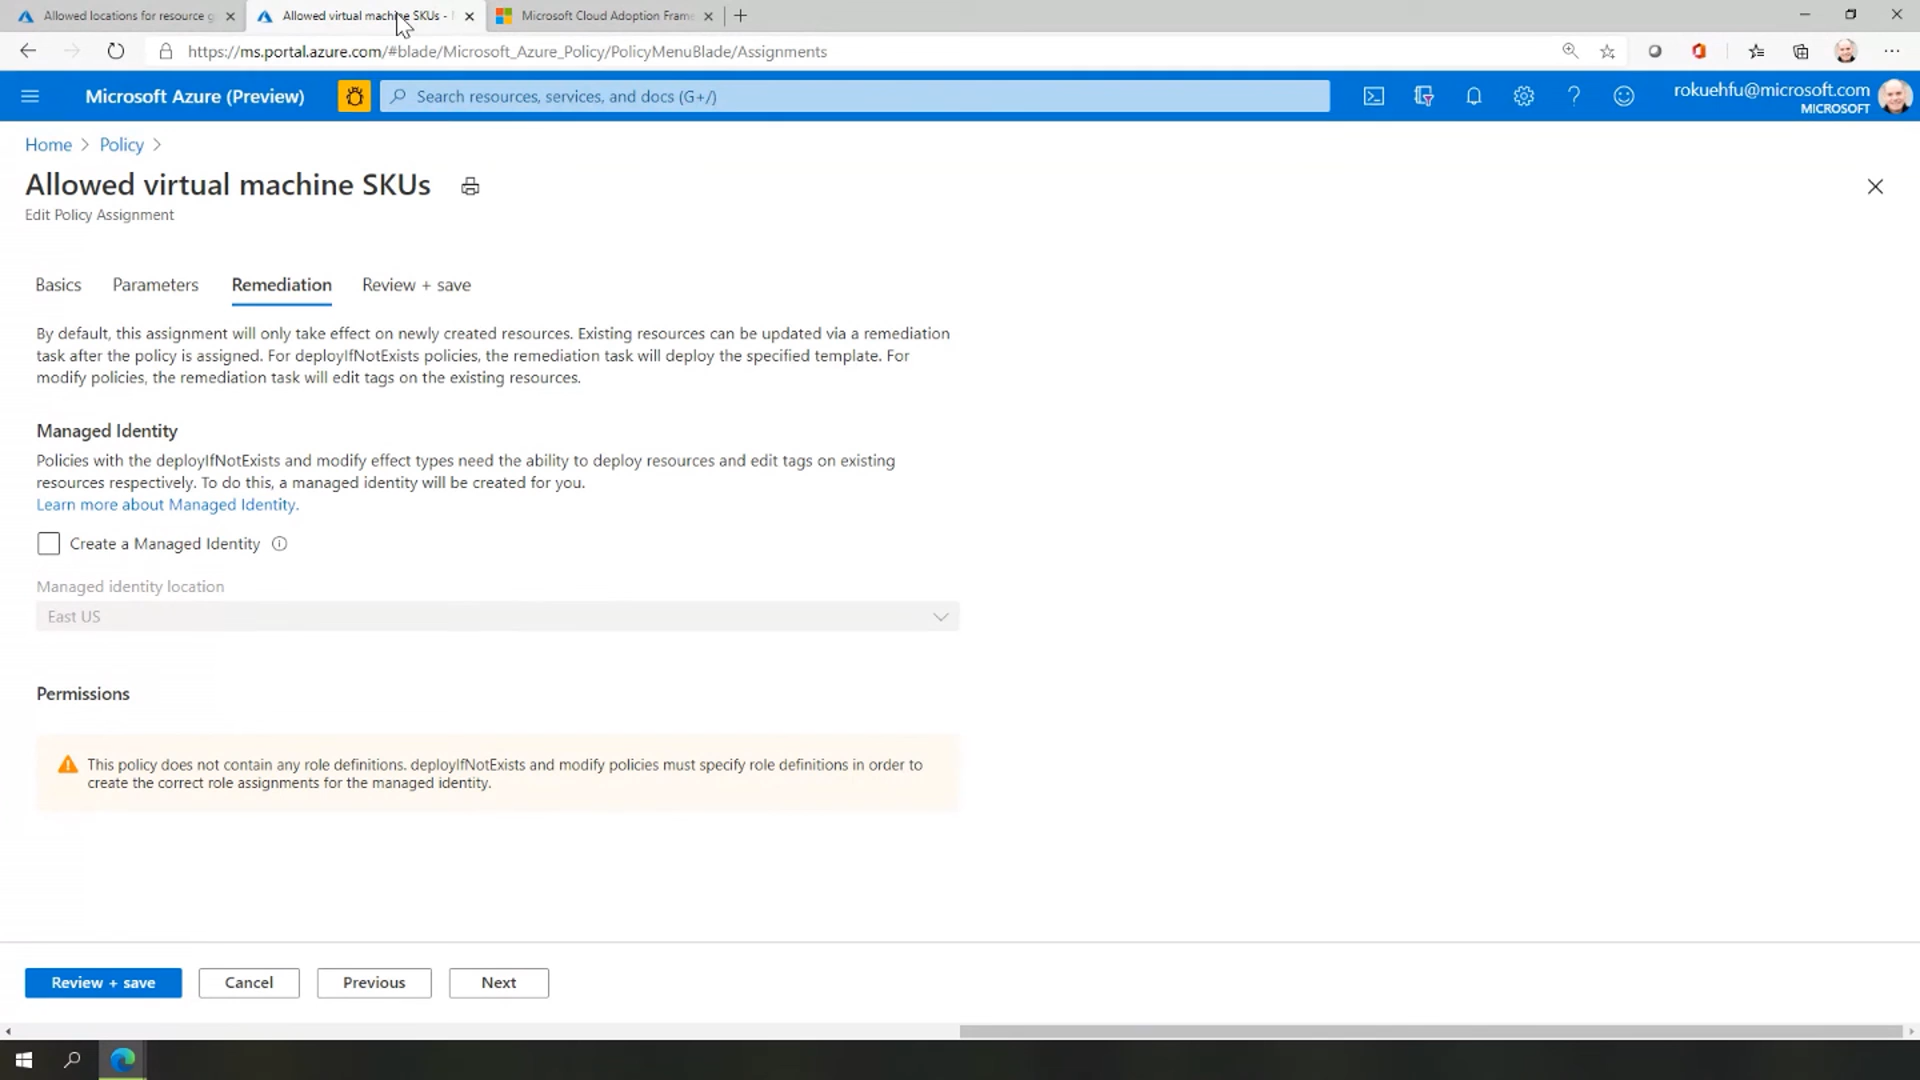 Allowed locations for resource g
Allowed virtual machine SKUs -
Microsoft Cloud Adoption Fram
https://ms.portal.azure.com/#blade/Microsoft_Azure_Policy/PolicyMenuBlade/Assignments
Microsoft Azure (Preview)
Search resources, services, and docs (G+/)
rokuehfu@microsoft.com
MICROSOFT
Home > Policy >
Allowed virtual machine SKUs
Edit Policy Assignment
Basics Parameters Remediation Review + save
By default, this assignment will only take effect on newly created resources. Existing resources can be updated via a remediation
task after the policy is assigned. For deployIfNotExists policies, the remediation task will deploy the specified template. For
modify policies, the remediation task will edit tags on the existing resources.
Managed Identity
Policies with the deployIfNotExists and modify effect types need the ability to deploy resources and edit tags on existing
resources respectively. To do this, a managed identity will be created for you.
Learn more about Managed Identity.
Create a Managed Identity
Managed identity location
East US
Permissions
This policy does not contain any role definitions. deployIfNotExists and modify policies must specify role definitions in order to
create the correct role assignments for the managed identity.
Review + save Cancel Previous Next